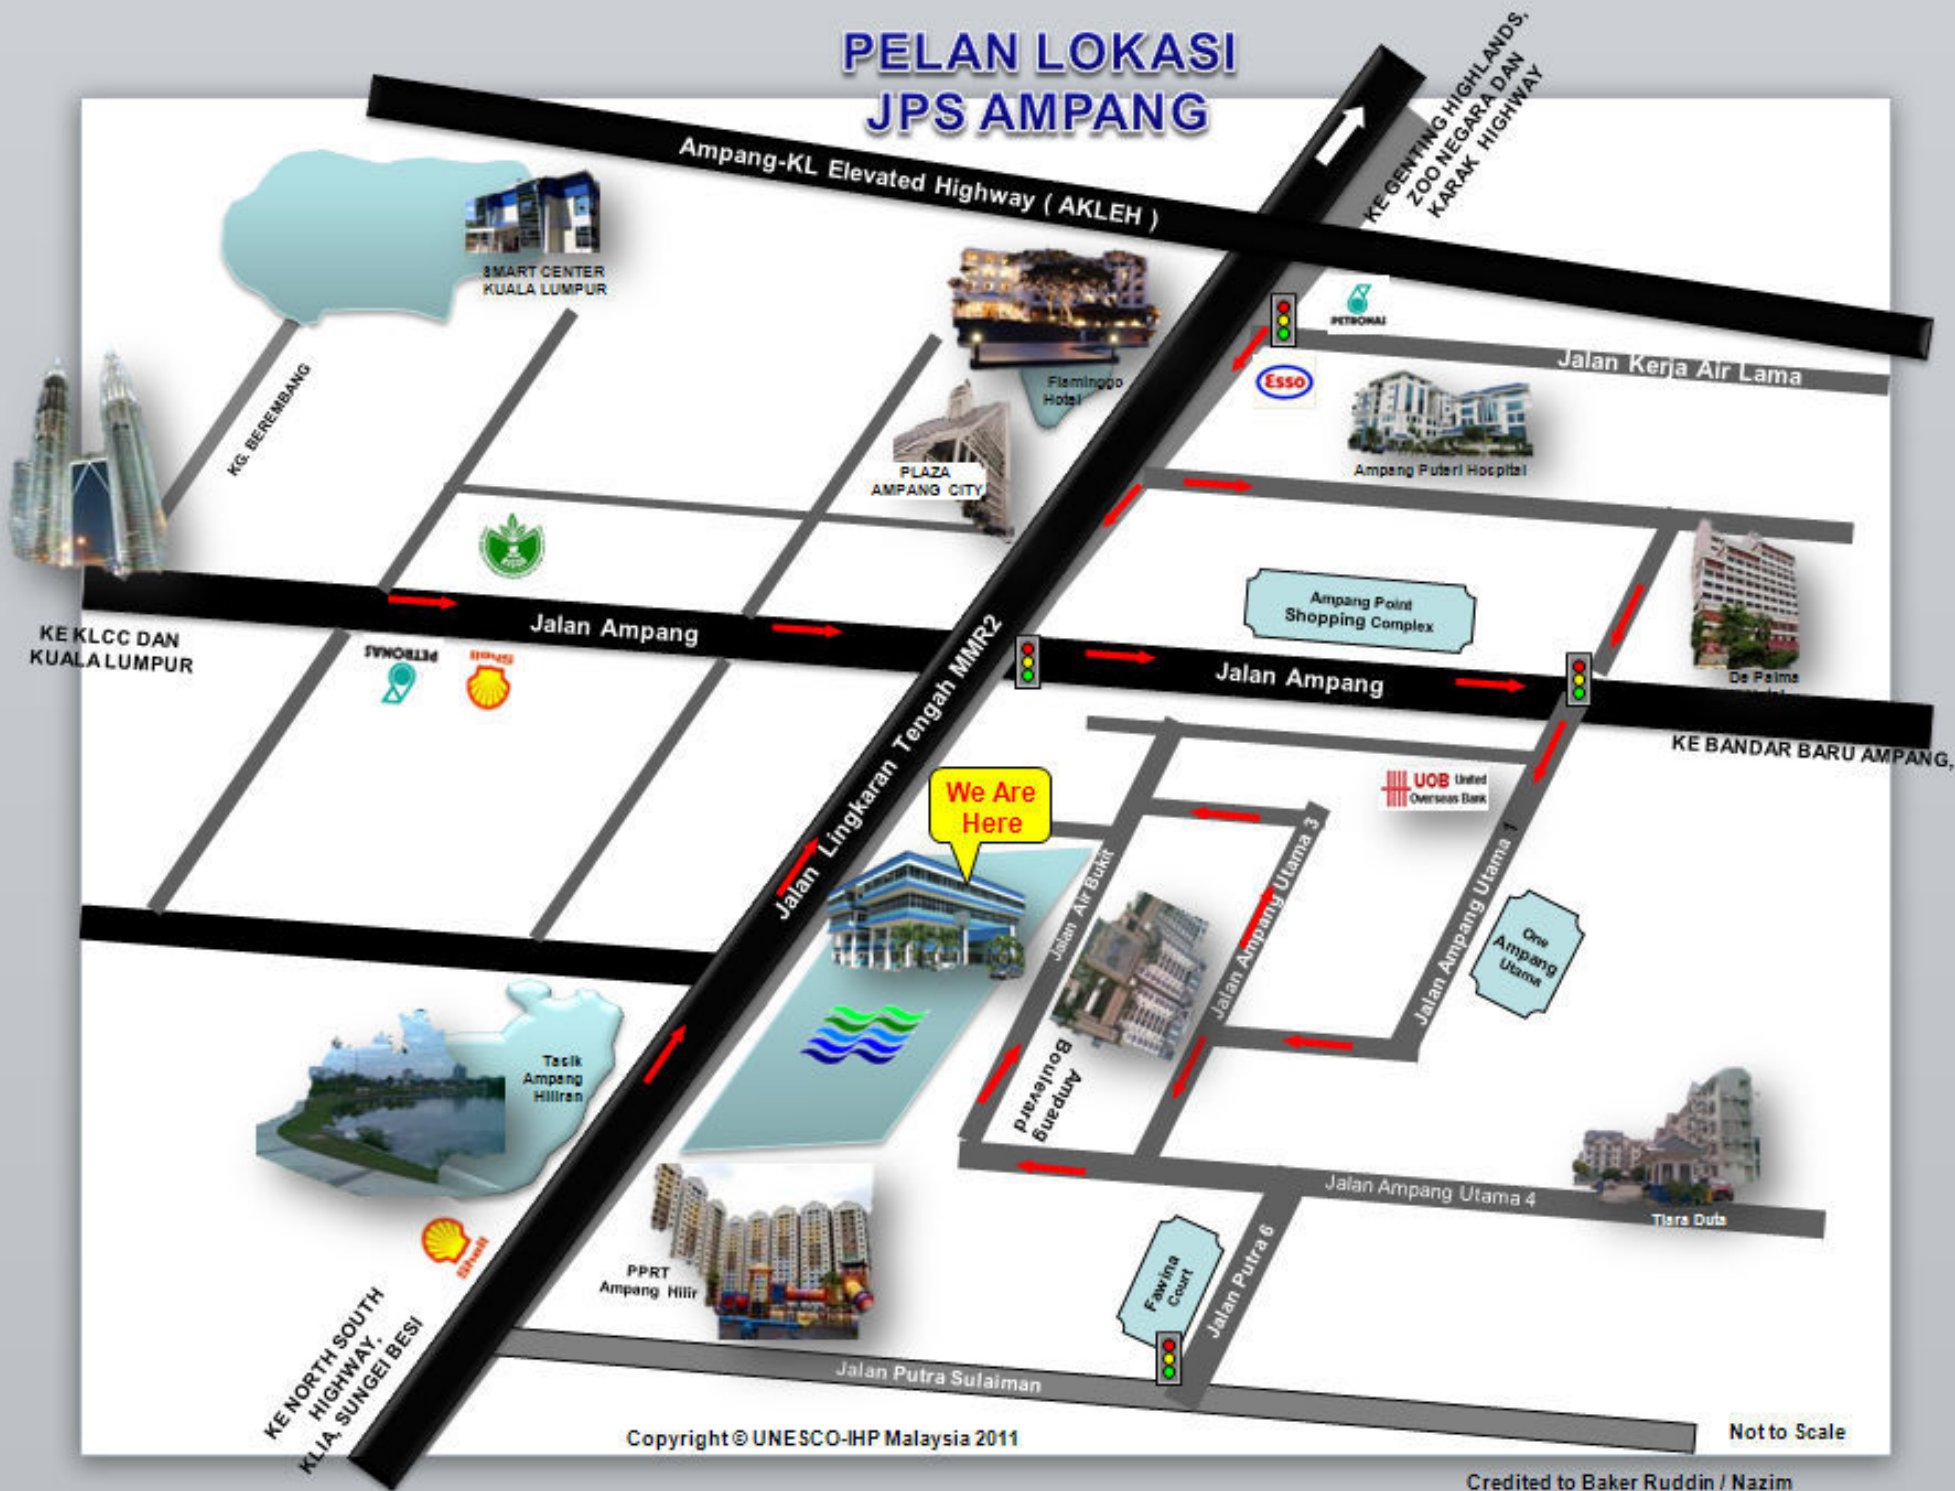 PELAN LOKASI
JPS AMPANG
KE GENTING HIGHLANDS,
ZOO NEGARA DAN
KARAK HIGHWAY
Ampang-KL Elevated Highway ( AKLEH )
SMART CENTER
KUALA LUMPUR
PETRONAS
Jalan Kerja Air Lama
Esso
Flaminggo
Hotel
KG. BEREMBANG
PLAZA
AMPANG CITY
Ampang Puteri Hospital
Ampang Point
Shopping Complex
Jalan Ampang
KE KLCC DAN
KUALA LUMPUR
PETRONAS
Shell
Jalan Lingkaran Tengah MMR2
Jalan Ampang
De Palma
KE BANDAR BARU AMPANG,
UOB United
Overseas Bank
We Are
Here
Jalan Air Bukit
Jalan Ampang Utama 3
Jalan Ampang Utama 1
One
Ampang
Utama
Ampang
Boulevard
Tasik
Ampang
Hiliran
Jalan Ampang Utama 4
Tiara Duta
Shell
PPRT
Ampang Hilir
Fawina
Court
Jalan Putra 6
KE NORTH SOUTH
HIGHWAY,
KLIA, SUNGEI BESI
Jalan Putra Sulaiman
Copyright © UNESCO-IHP Malaysia 2011
Not to Scale
Credited to Baker Ruddin / Nazim